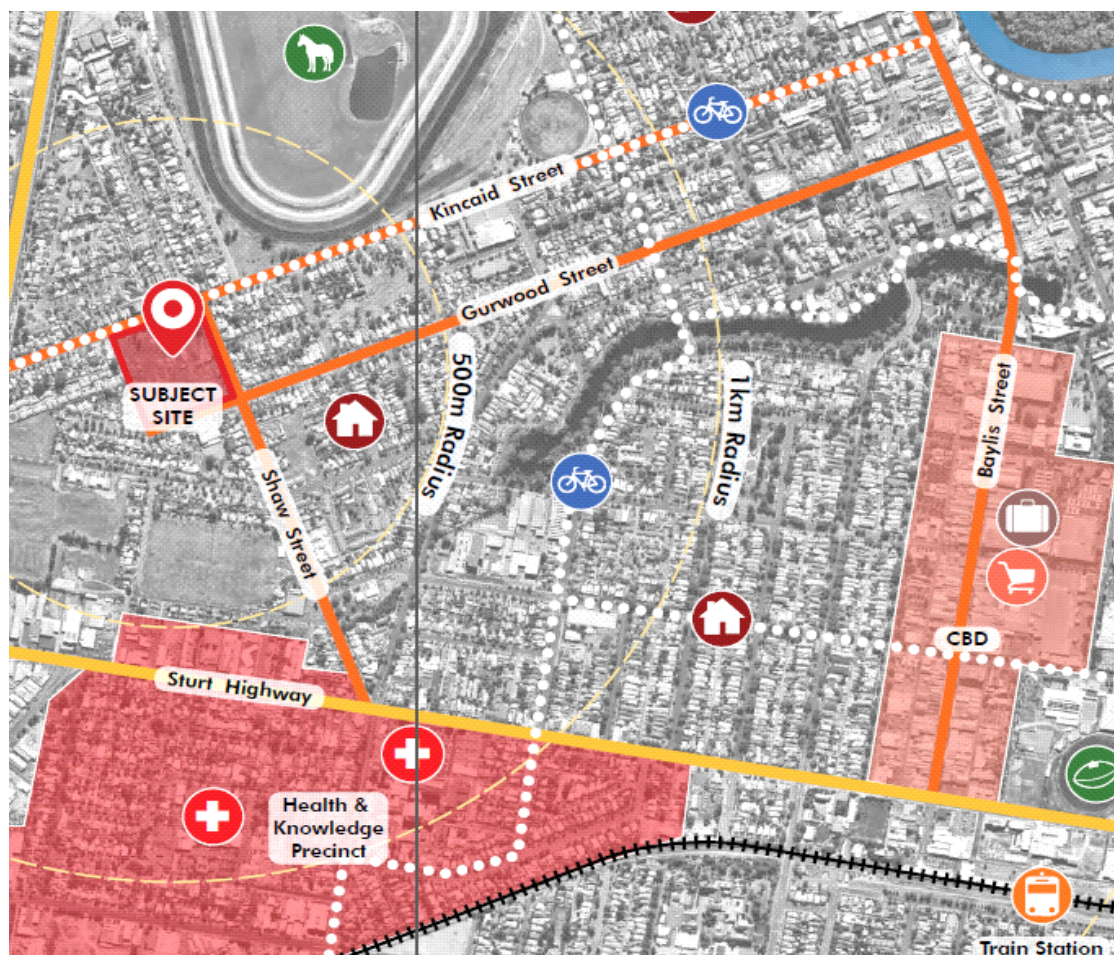 Kincaid Street
Gurwood Street
SUBJECT
SITE
500m Radius
1km Radius
Baylis Street
Shaw Street
CBD
Sturt Highway
Health &
Knowledge
Precinct
Train Station